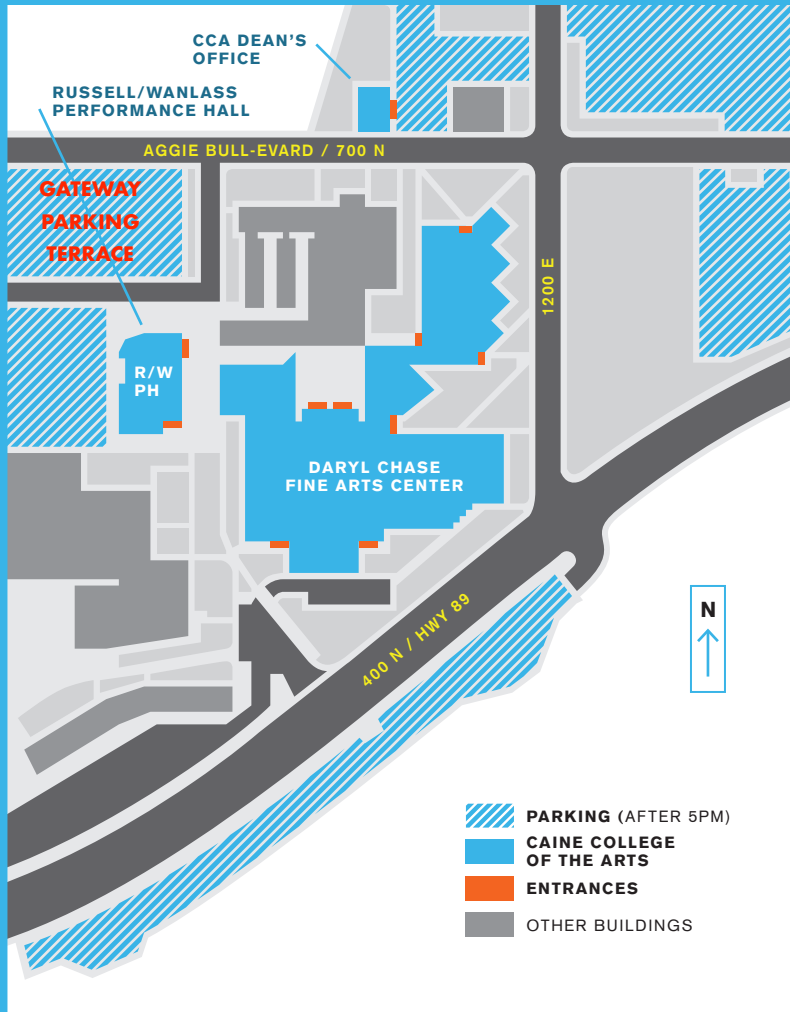 CCA DEAN'S
OFFICE
RUSSELL/WANLASS
PERFORMANCE HALL
AGGIE BULL-EVARD / 700 N
GATEWAY
PARKING
TERRACE
1200 E
R/W
PH
DARYL CHASE
FINE ARTS CENTER
400 N / HWY 89
N
PARKING (AFTER 5PM)
CAINE COLLEGE
OF THE ARTS
ENTRANCES
OTHER BUILDINGS